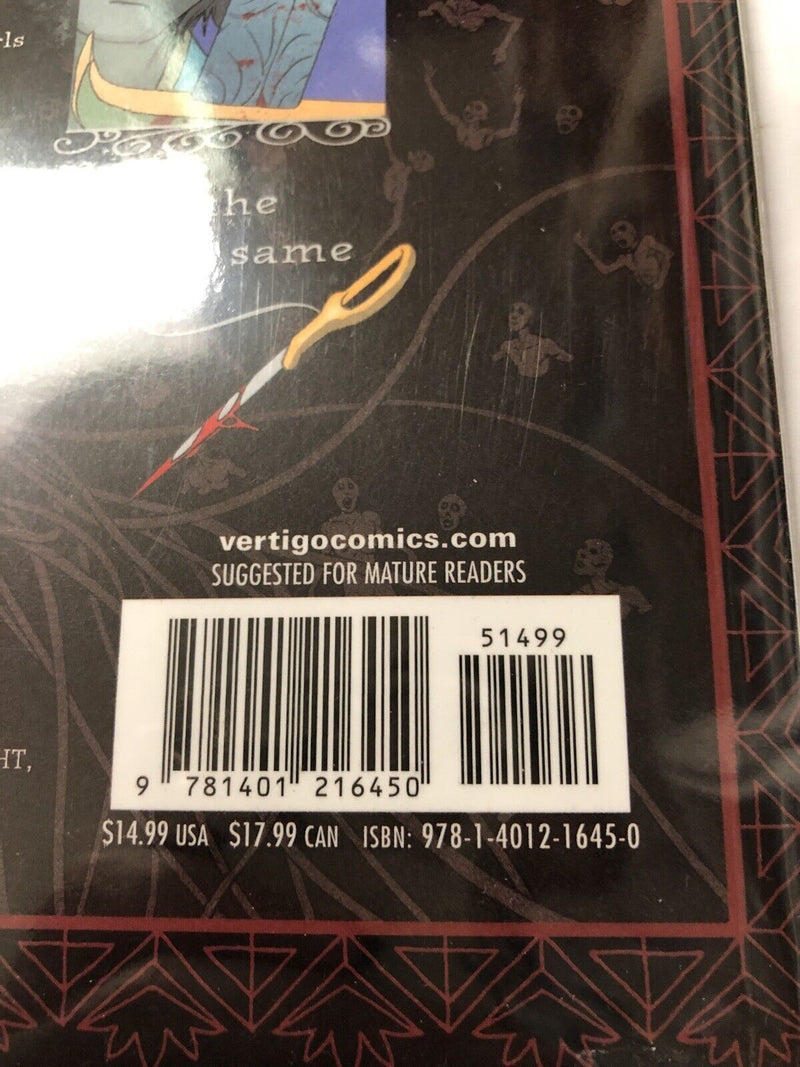 he
same
vertigocomics.com
SUGGESTED FOR MATURE READERS
51499
9 781401 216450
HT,
$14.99 USA $17.99 CAN ISBN: 978-1-4012-1645-0